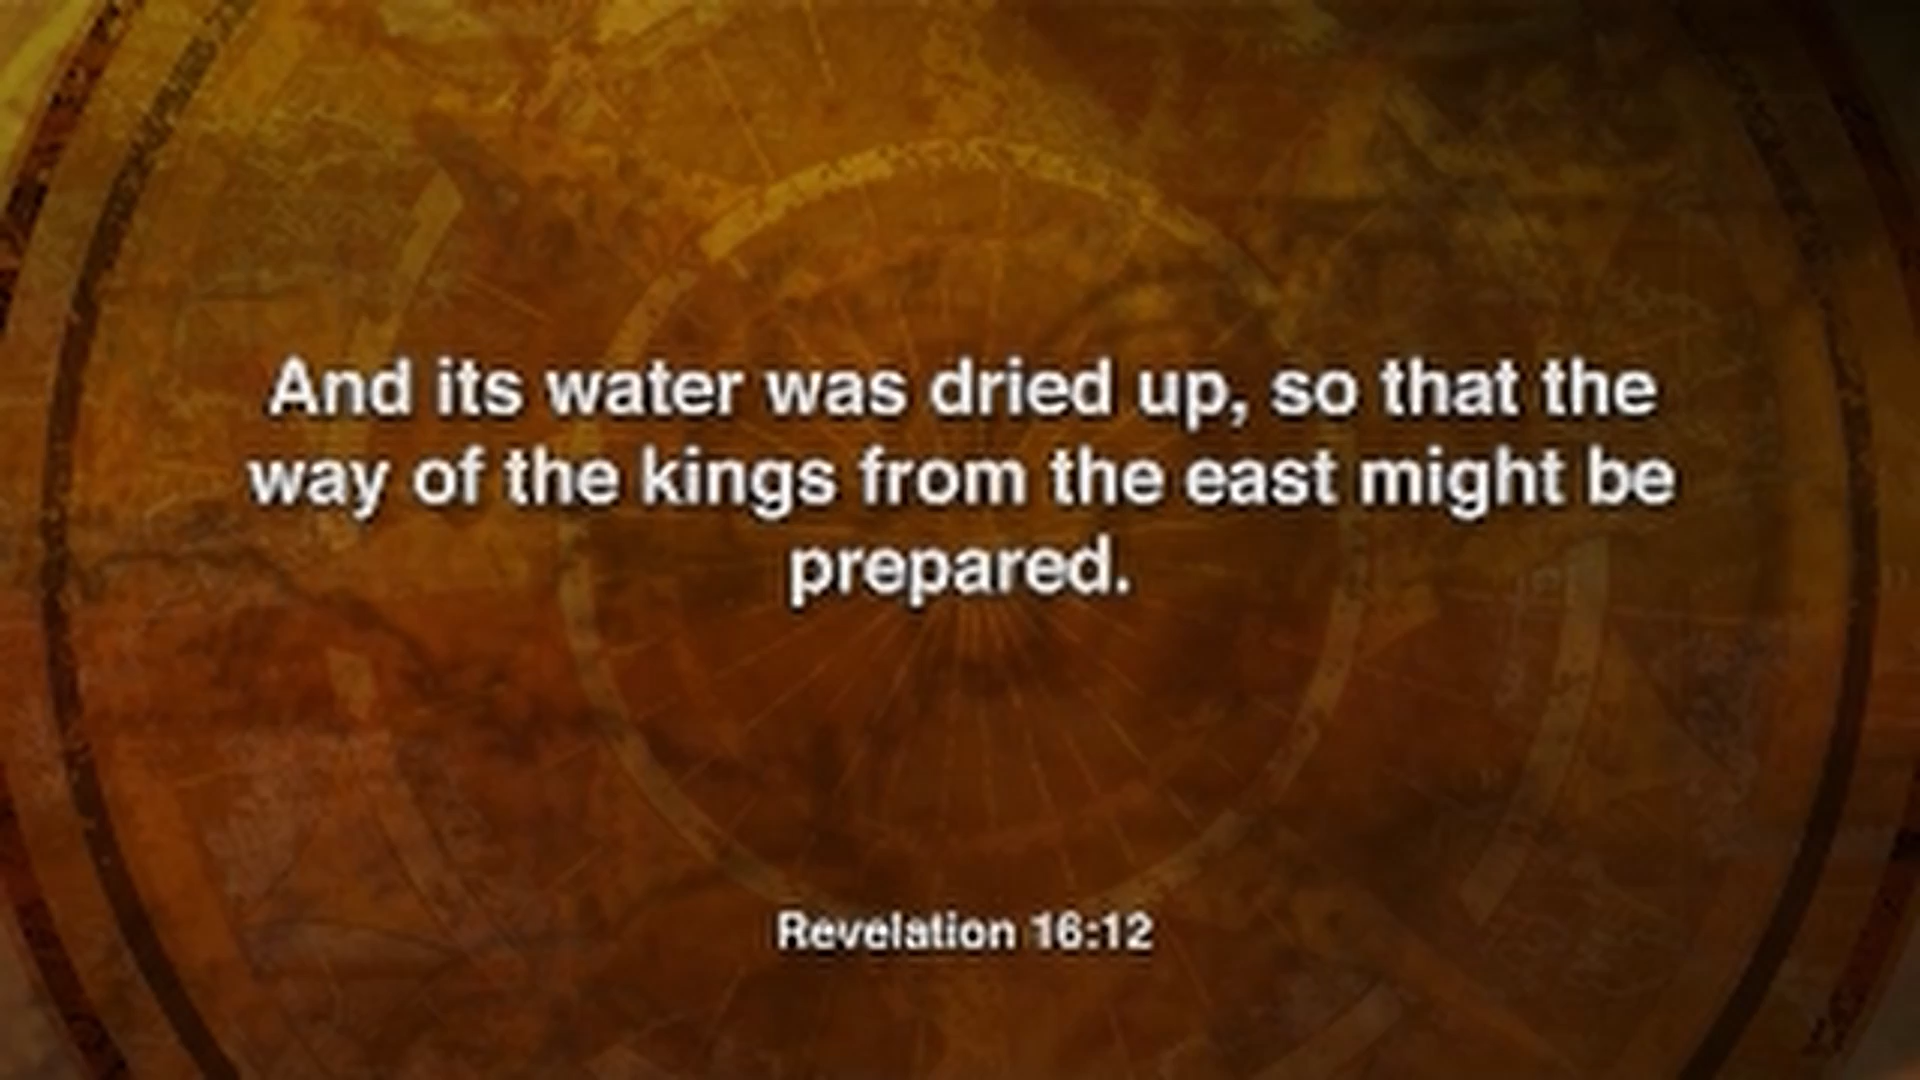 And its water was dried up, so that the
way of the kings from the east might be
prepared.
Revelation 16:12